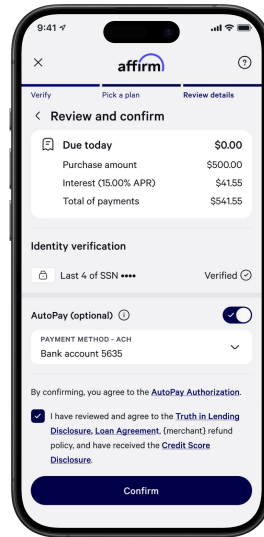 9:41
affirm
Verify Pick a plan Review details
Review and confirm
Due today $0.00
Purchase amount $500.00
Interest (15.00% APR) $41.55
Total of payments $541.55
Identity verification
Last 4 of SSN •••• Verified
AutoPay (optional)
PAYMENT METHOD - ACH
Bank account 5635
By confirming, you agree to the AutoPay Authorization.
I have reviewed and agree to the Truth in Lending
Disclosure, Loan Agreement, {merchant} refund
policy, and have received the Credit Score
Disclosure.
Confirm